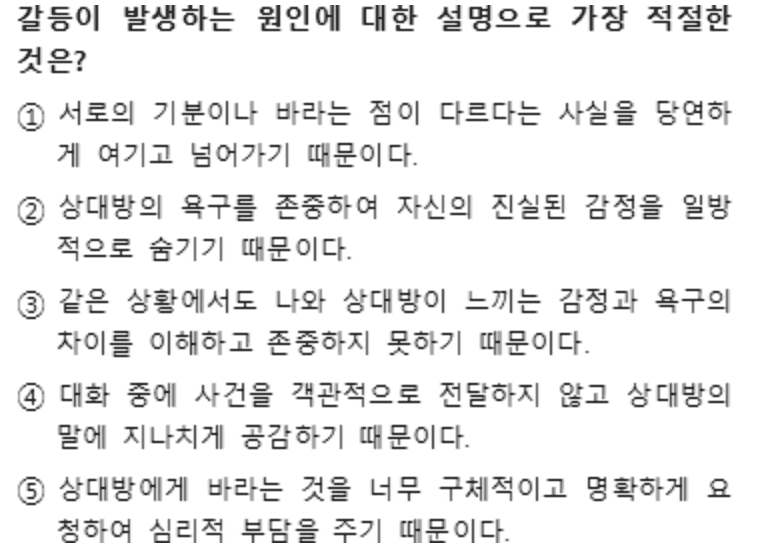 갈등이 발생하는 원인에 대한 설명으로 가장 적절한
것은?
① 서로의 기분이나 바라는 점이 다르다는 사실을 당연하
게 여기고 넘어가기 때문이다.
② 상대방의 욕구를 존중하여 자신의 진실된 감정을 일방
적으로 숨기기 때문이다.
③ 같은 상황에서도 나와 상대방이 느끼는 감정과 욕구의
차이를 이해하고 존중하지 못하기 때문이다.
④ 대화 중에 사건을 객관적으로 전달하지 않고 상대방의
말에 지나치게 공감하기 때문이다.
⑤ 상대방에게 바라는 것을 너무 구체적이고 명확하게 요
청하여 심리적 부담을 주기 때문이다.